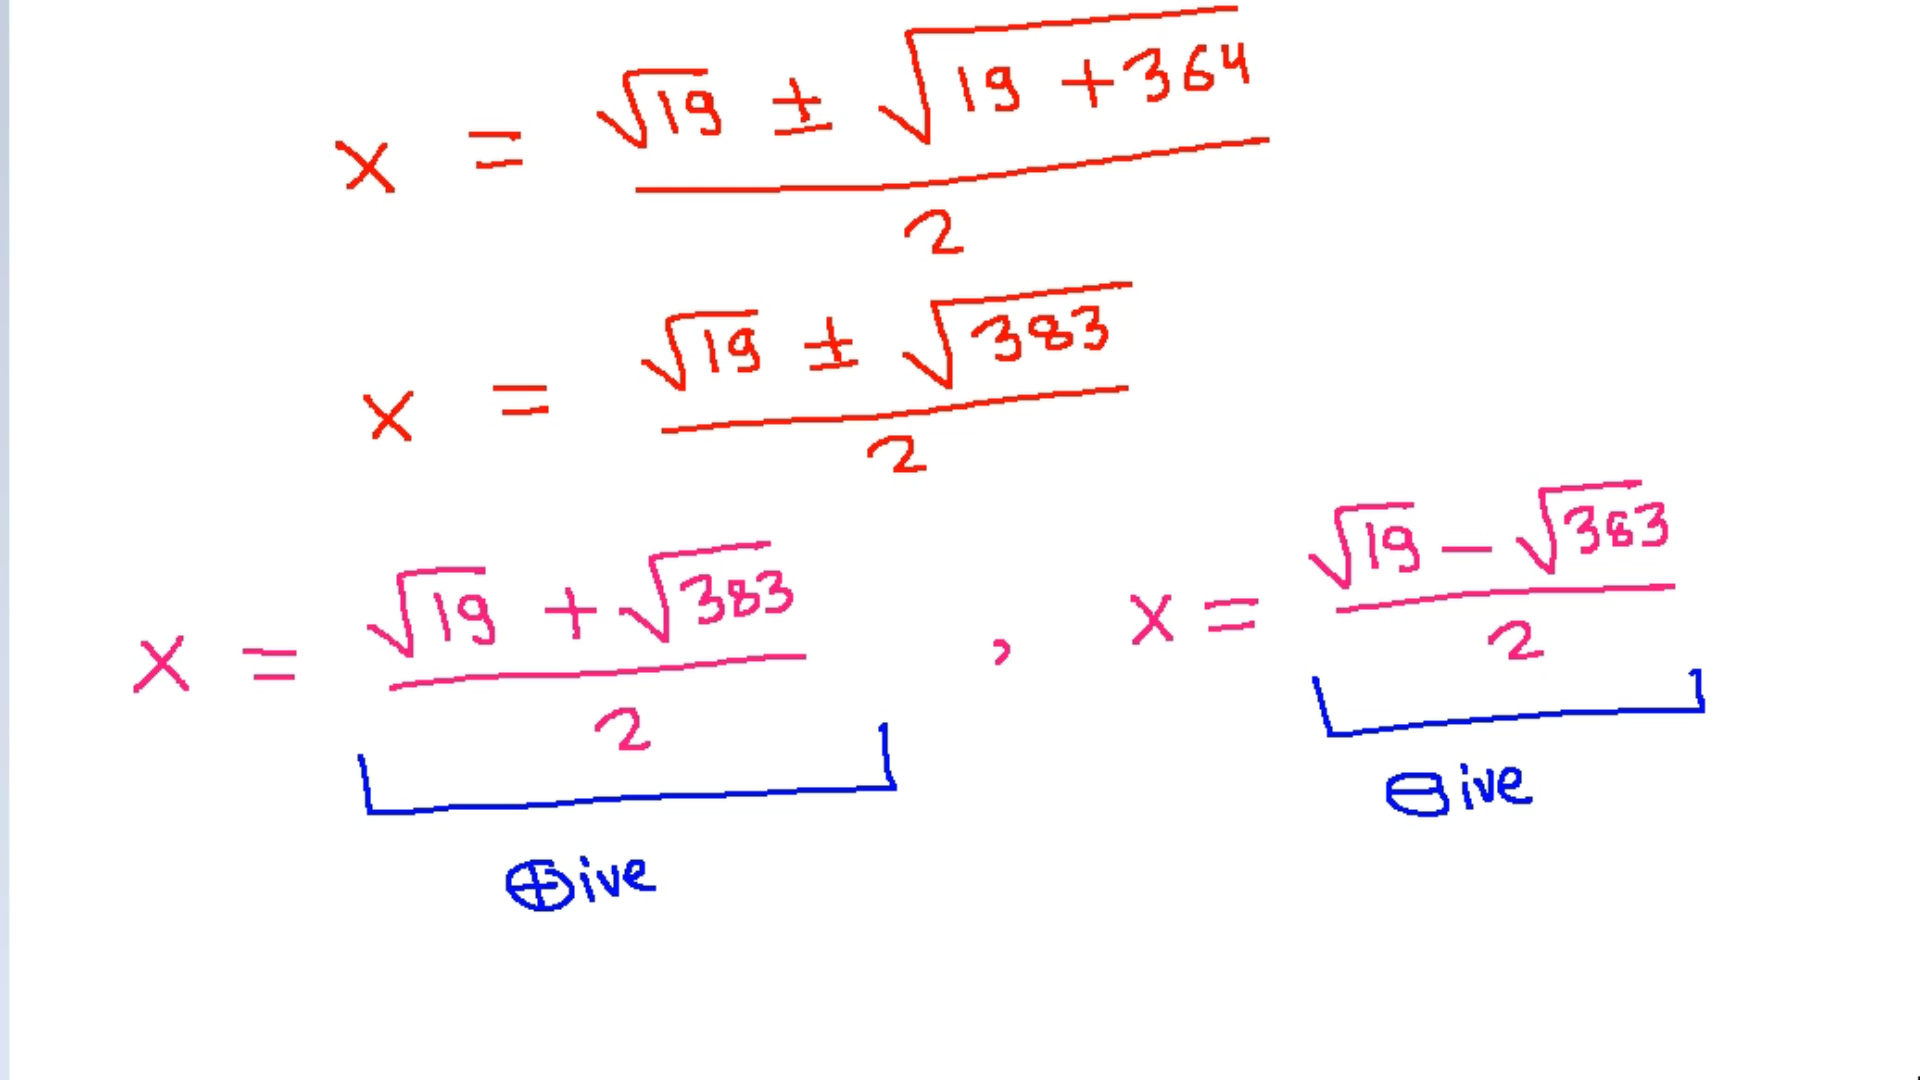 x = (√19 ± √(19 + 364)) / 2
x = (√19 ± √383) / 2
x = (√19 + √383) / 2 , x = (√19 − √383) / 2
⊖ive
⊕ive